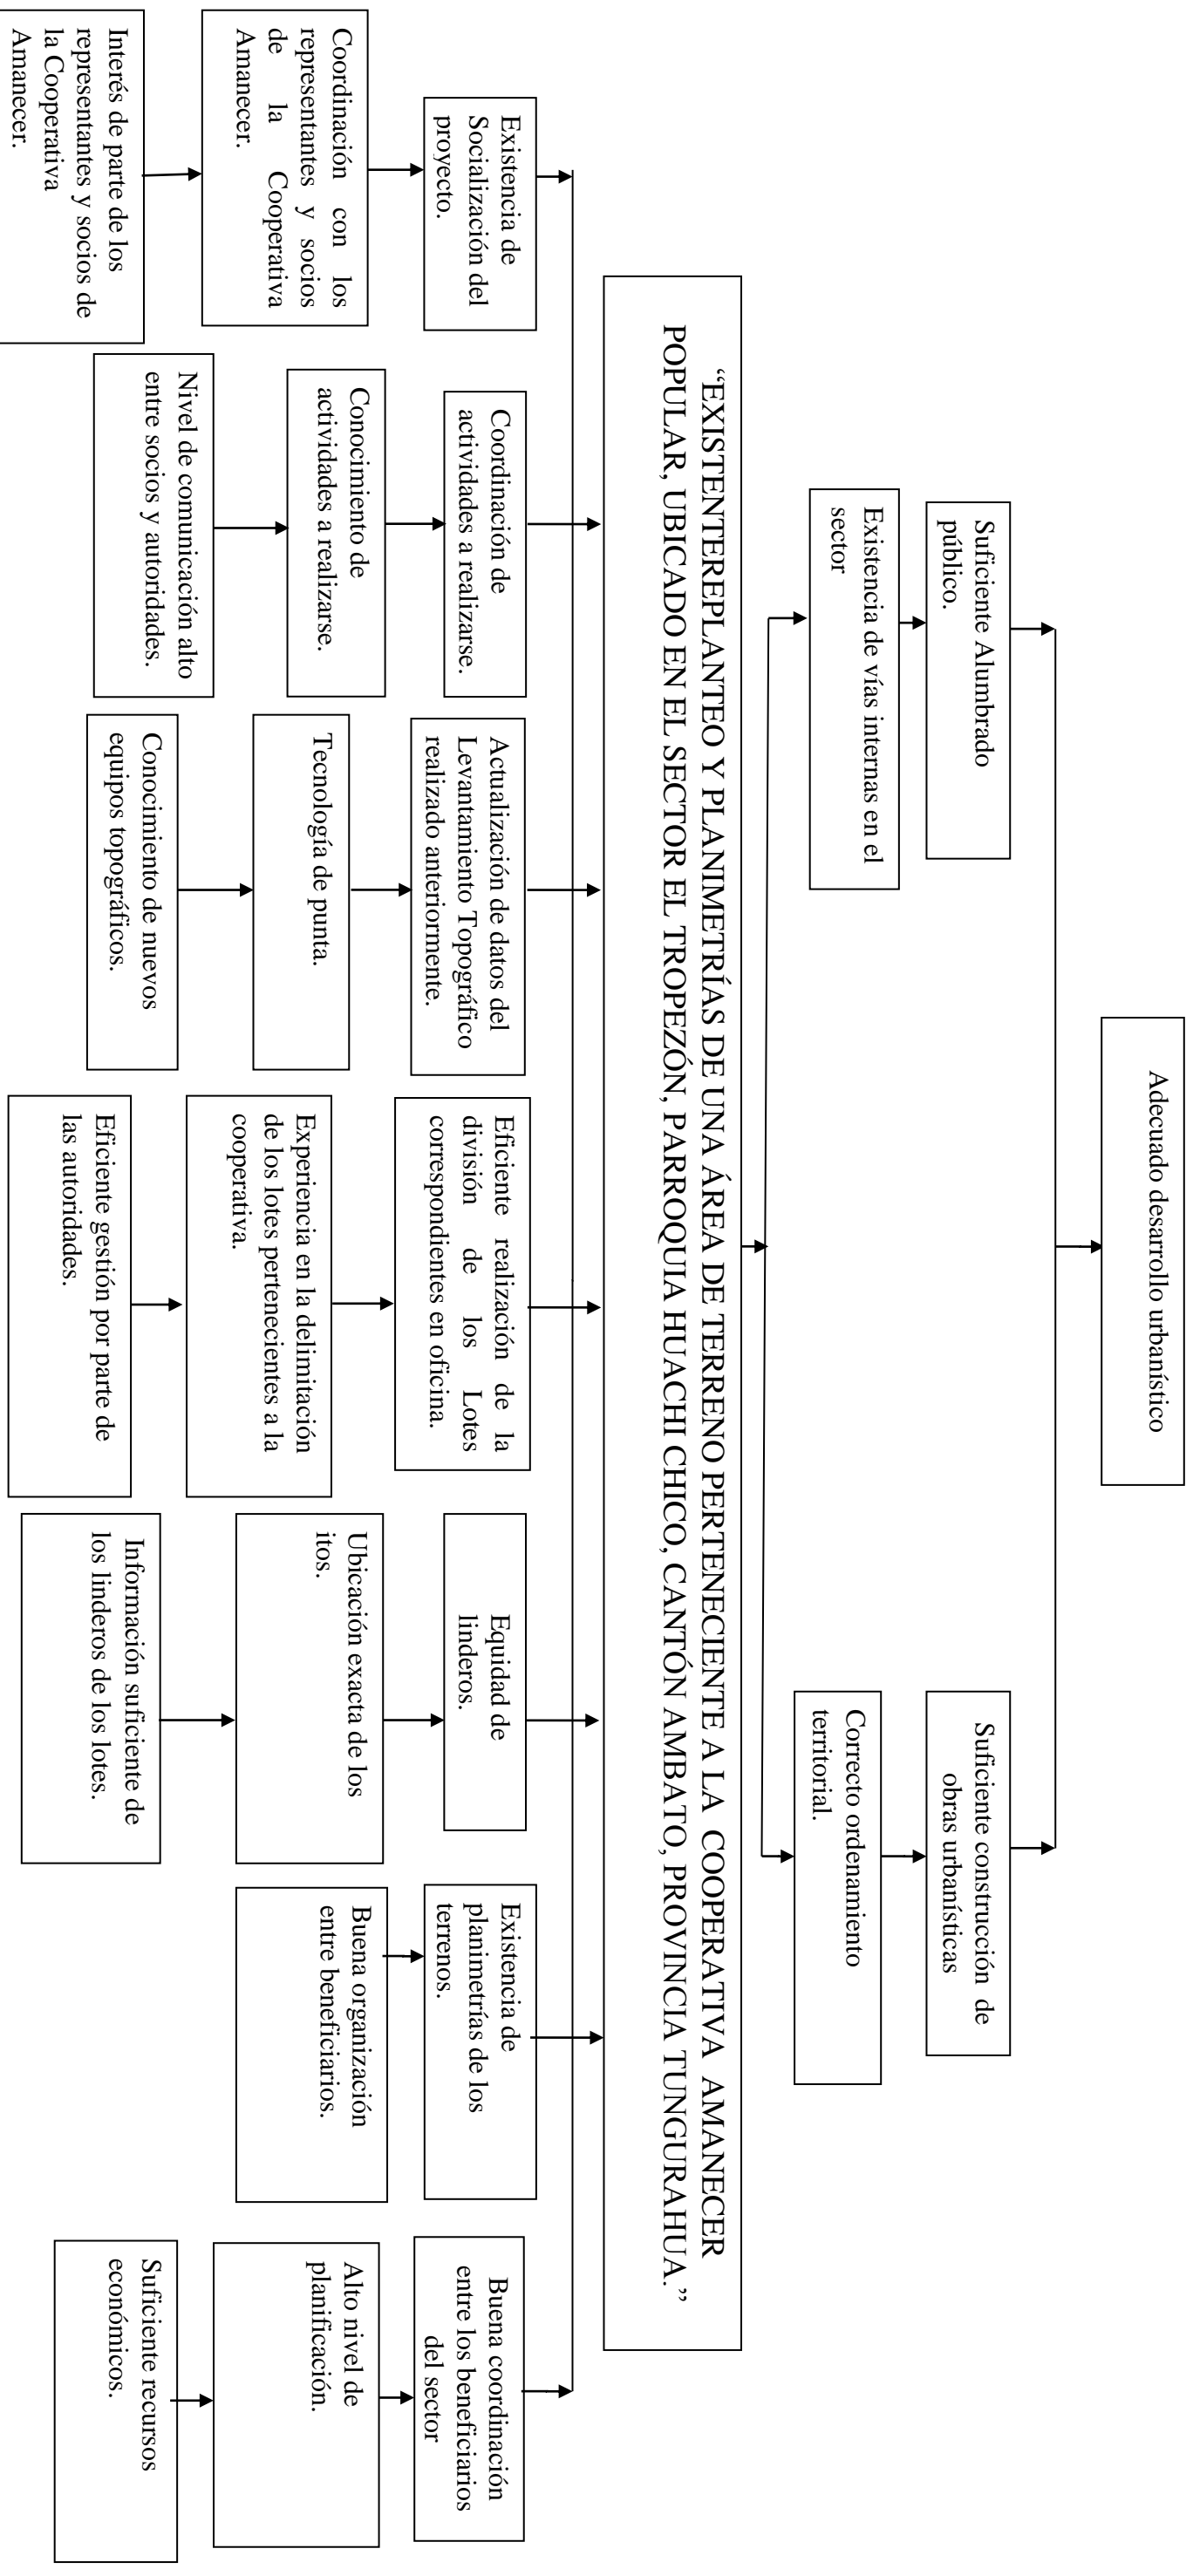 Adecuado desarrollo urbanístico
Suficiente Alumbrado
público.
Suficiente construcción de
obras urbanísticas
Existencia de vías internas en el
sector
Correcto ordenamiento
territorial.
“EXISTENTEREPLANTEO Y PLANIMETRÍAS DE UNA ÁREA DE TERRENO PERTENECIENTE A LA COOPERATIVA AMANECER
POPULAR, UBICADO EN EL SECTOR EL TROPEZÓN, PARROQUIA HUACHI CHICO, CANTÓN AMBATO, PROVINCIA TUNGURAHUA.”
Existencia de
Socialización del
proyecto.
Coordinación de
actividades a realizarse.
Actualización de datos del
Levantamiento Topográfico
realizado anteriormente.
Eficiente realización de la
división de los Lotes
correspondientes en oficina.
Equidad de
linderos.
Existencia de
planimetrías de los
terrenos.
Buena coordinación
entre los beneficiarios
del sector
Coordinación con los
representantes y socios
de la Cooperativa
Amanecer.
Conocimiento de
actividades a realizarse.
Tecnología de punta.
Experiencia en la delimitación
de los lotes pertenecientes a la
cooperativa.
Ubicación exacta de los
itos.
Buena organización
entre beneficiarios.
Alto nivel de
planificación.
Interés de parte de los
representantes y socios de
la Cooperativa
Amanecer.
Nivel de comunicación alto
entre socios y autoridades.
Conocimiento de nuevos
equipos topográficos.
Eficiente gestión por parte de
las autoridades.
Información suficiente de
los linderos de los lotes.
Suficiente recursos
económicos.